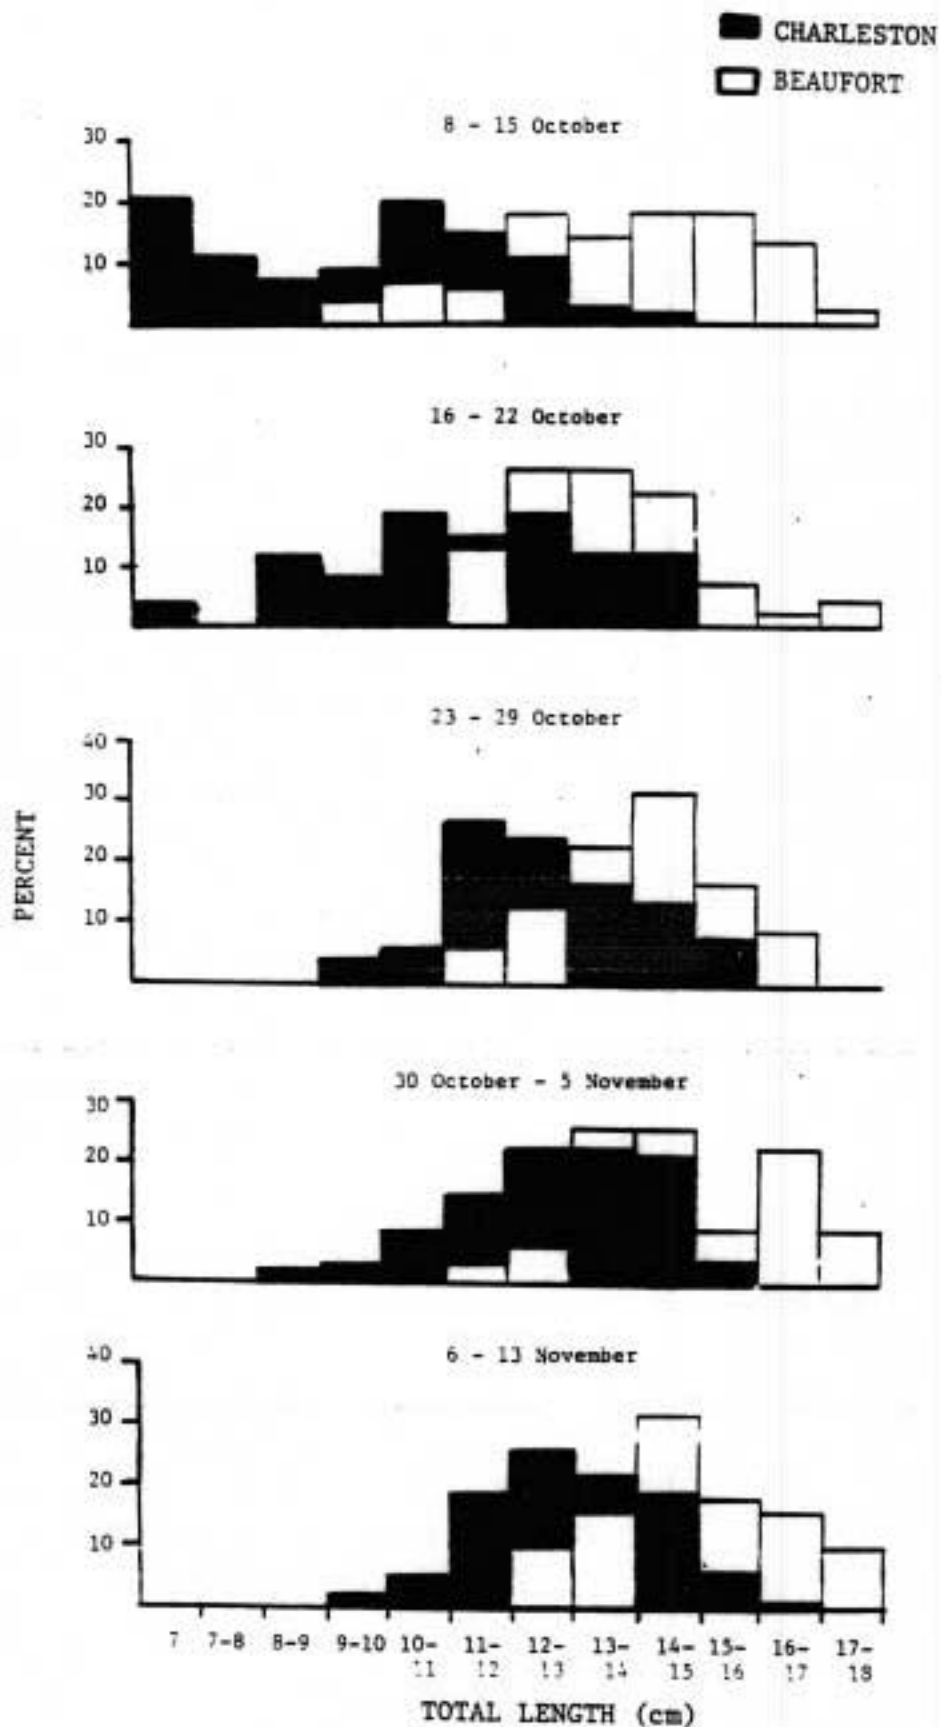 CHARLESTON
BEAUFORT
8 - 15 October
30
20
10
16 - 22 October
30
20
10
23 - 29 October
40
30
20
10
PERCENT
30 October - 5 November
30
20
10
6 - 13 November
40
30
20
10
7 7-8 8-9 9-10 10- 11- 12- 13- 14- 15- 16- 17-
11 12 13 14 15 16 17 18
TOTAL LENGTH (cm)